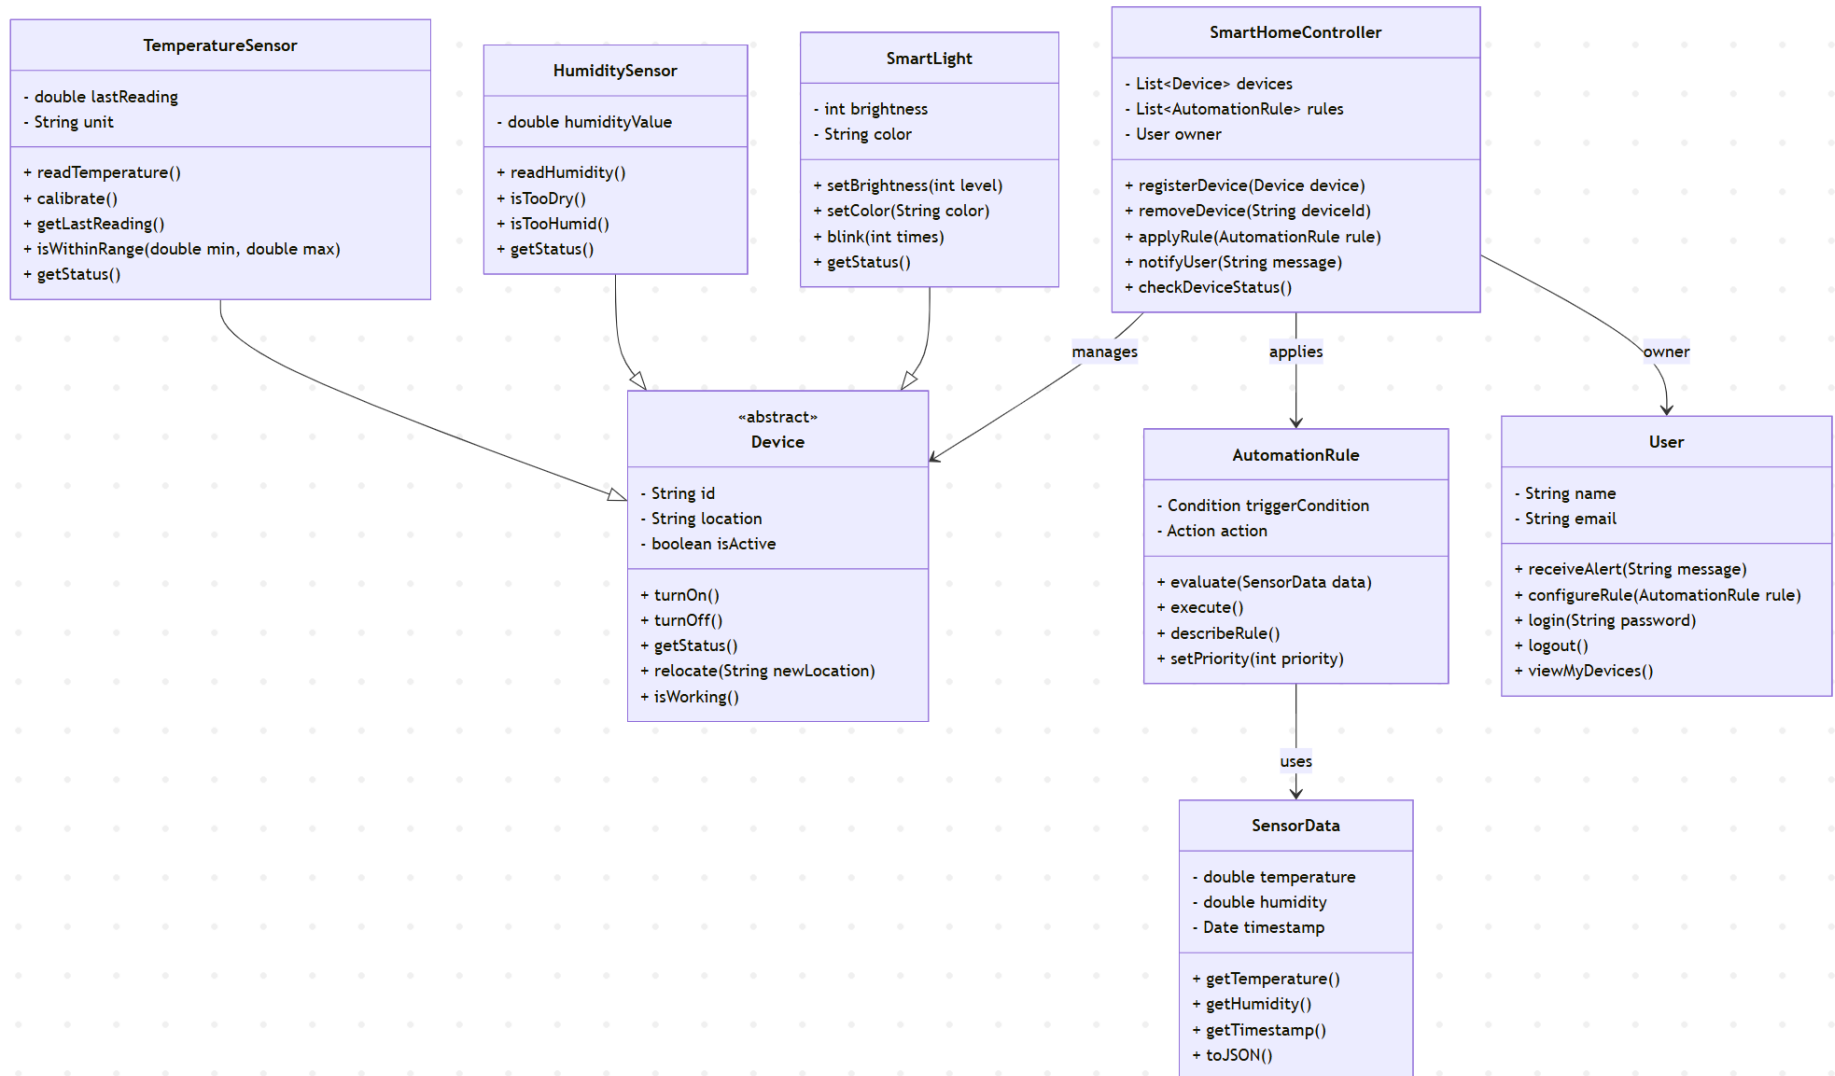 TemperatureSensor
- double lastReading
- String unit
+ readTemperature()
+ calibrate()
+ getLastReading()
+ isWithinRange(double min, double max)
+ getStatus()
HumiditySensor
- double humidityValue
+ readHumidity()
+ isTooDry()
+ isTooHumid()
+ getStatus()
SmartLight
- int brightness
- String color
+ setBrightness(int level)
+ setColor(String color)
+ blink(int times)
+ getStatus()
SmartHomeController
- List<Device> devices
- List<AutomationRule> rules
- User owner
+ registerDevice(Device device)
+ removeDevice(String deviceId)
+ applyRule(AutomationRule rule)
+ notifyUser(String message)
+ checkDeviceStatus()
manages
applies
owner
«abstract»
Device
- String id
- String location
- boolean isActive
+ turnOn()
+ turnOff()
+ getStatus()
+ relocate(String newLocation)
+ isWorking()
AutomationRule
- Condition triggerCondition
- Action action
+ evaluate(SensorData data)
+ execute()
+ describeRule()
+ setPriority(int priority)
User
- String name
- String email
+ receiveAlert(String message)
+ configureRule(AutomationRule rule)
+ login(String password)
+ logout()
+ viewMyDevices()
uses
SensorData
- double temperature
- double humidity
- Date timestamp
+ getTemperature()
+ getHumidity()
+ getTimestamp()
+ toJSON()